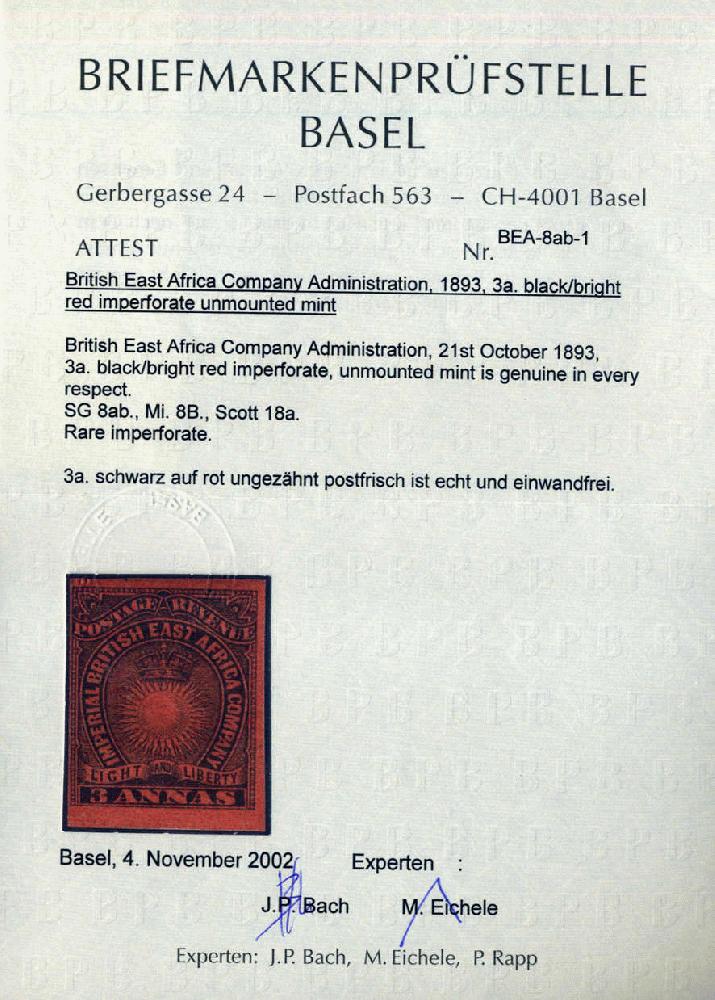 BRIEFMARKENPRÜFSTELLE
BASEL
Gerbergasse 24 – Postfach 563 – CH-4001 Basel
ATTEST Nr. BEA-8ab-1
British East Africa Company Administration, 1893, 3a. black/bright
red imperforate unmounted mint
British East Africa Company Administration, 21st October 1893,
3a. black/bright red imperforate, unmounted mint is genuine in every
respect.
SG 8ab., Mi. 8B., Scott 18a.
Rare imperforate.
3a. schwarz auf rot ungezähnt postfrisch ist echt und einwandfrei.
POSTAGE REVENUE
IMPERIAL BRITISH EAST AFRICA COMPANY
LIGHT AND LIBERTY
3 ANNAS
Basel, 4. November 2002 Experten :
J.P. Bach M. Eichele
Experten: J.P. Bach, M. Eichele, P. Rapp